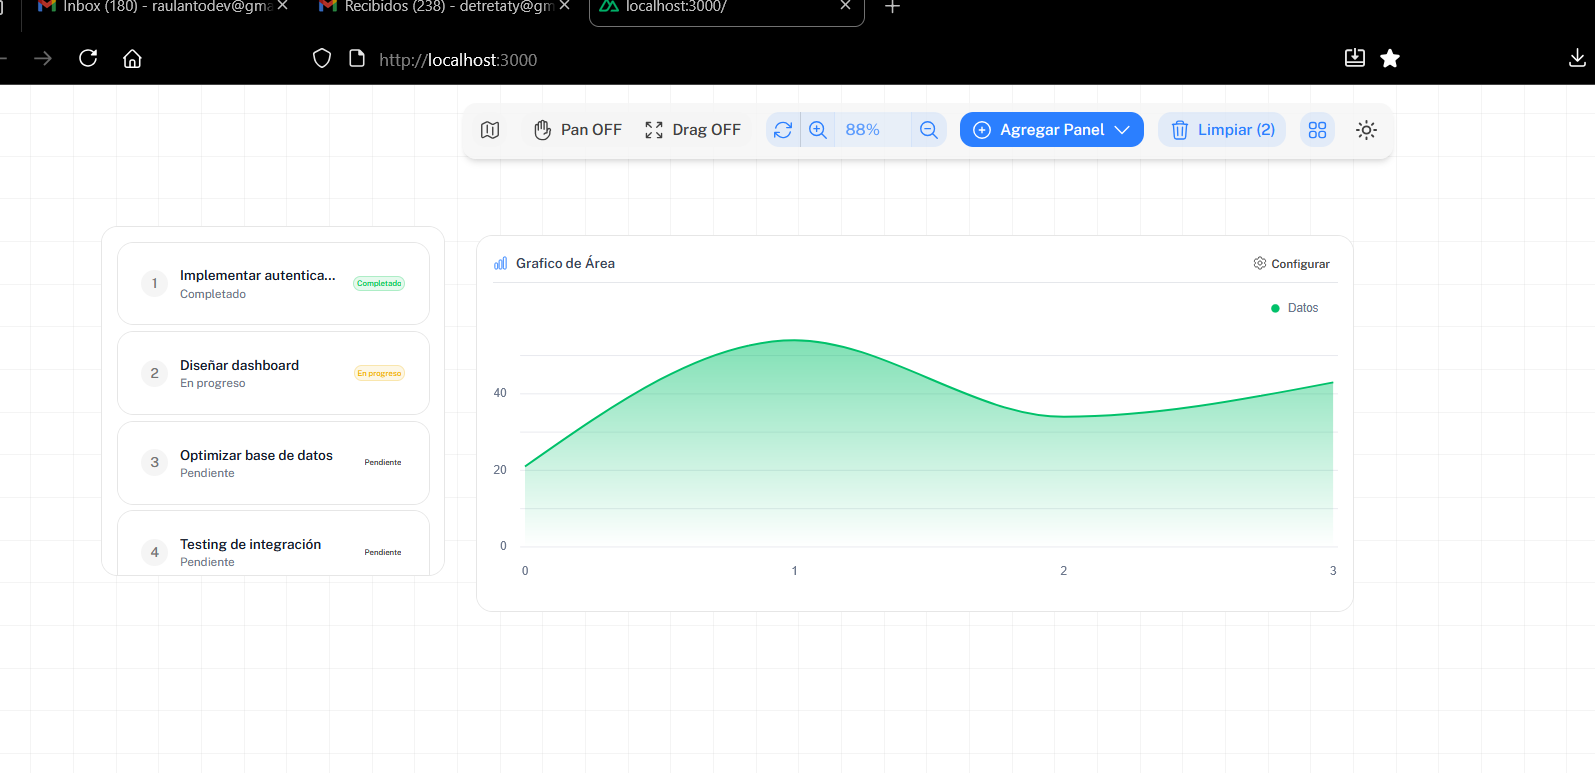 Inbox (180) - raulantodev@gma
Recibidos (238) - detretaty@gm
localhost:3000/
http://localhost:3000
Pan OFF
Drag OFF
88%
Agregar Panel
Limpiar (2)
1
Implementar autentica...
Completado
Completado
2
Diseñar dashboard
En progreso
En progreso
3
Optimizar base de datos
Pendiente
Pendiente
4
Testing de integración
Pendiente
Pendiente
Grafico de Área
Configurar
Datos
40
20
0
0 1 2 3